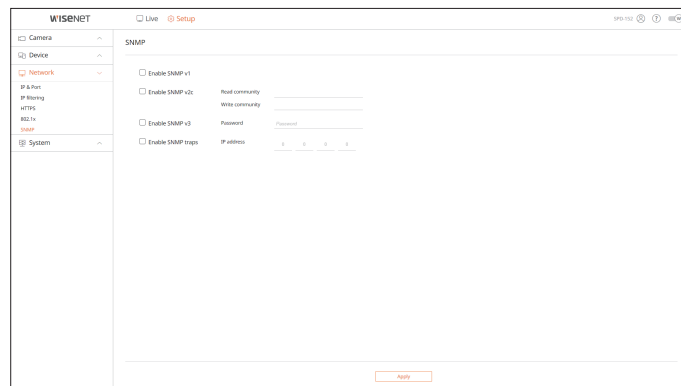 WISENET
Live
Setup
SPD-152
Camera
Device
Network
IP & Port
IP filtering
HTTPS
802.1x
SNMP
System
SNMP
Enable SNMP v1
Enable SNMP v2c Read community
Write community
Enable SNMP v3 Password Password
Enable SNMP traps IP address 0 0 0 0
Apply